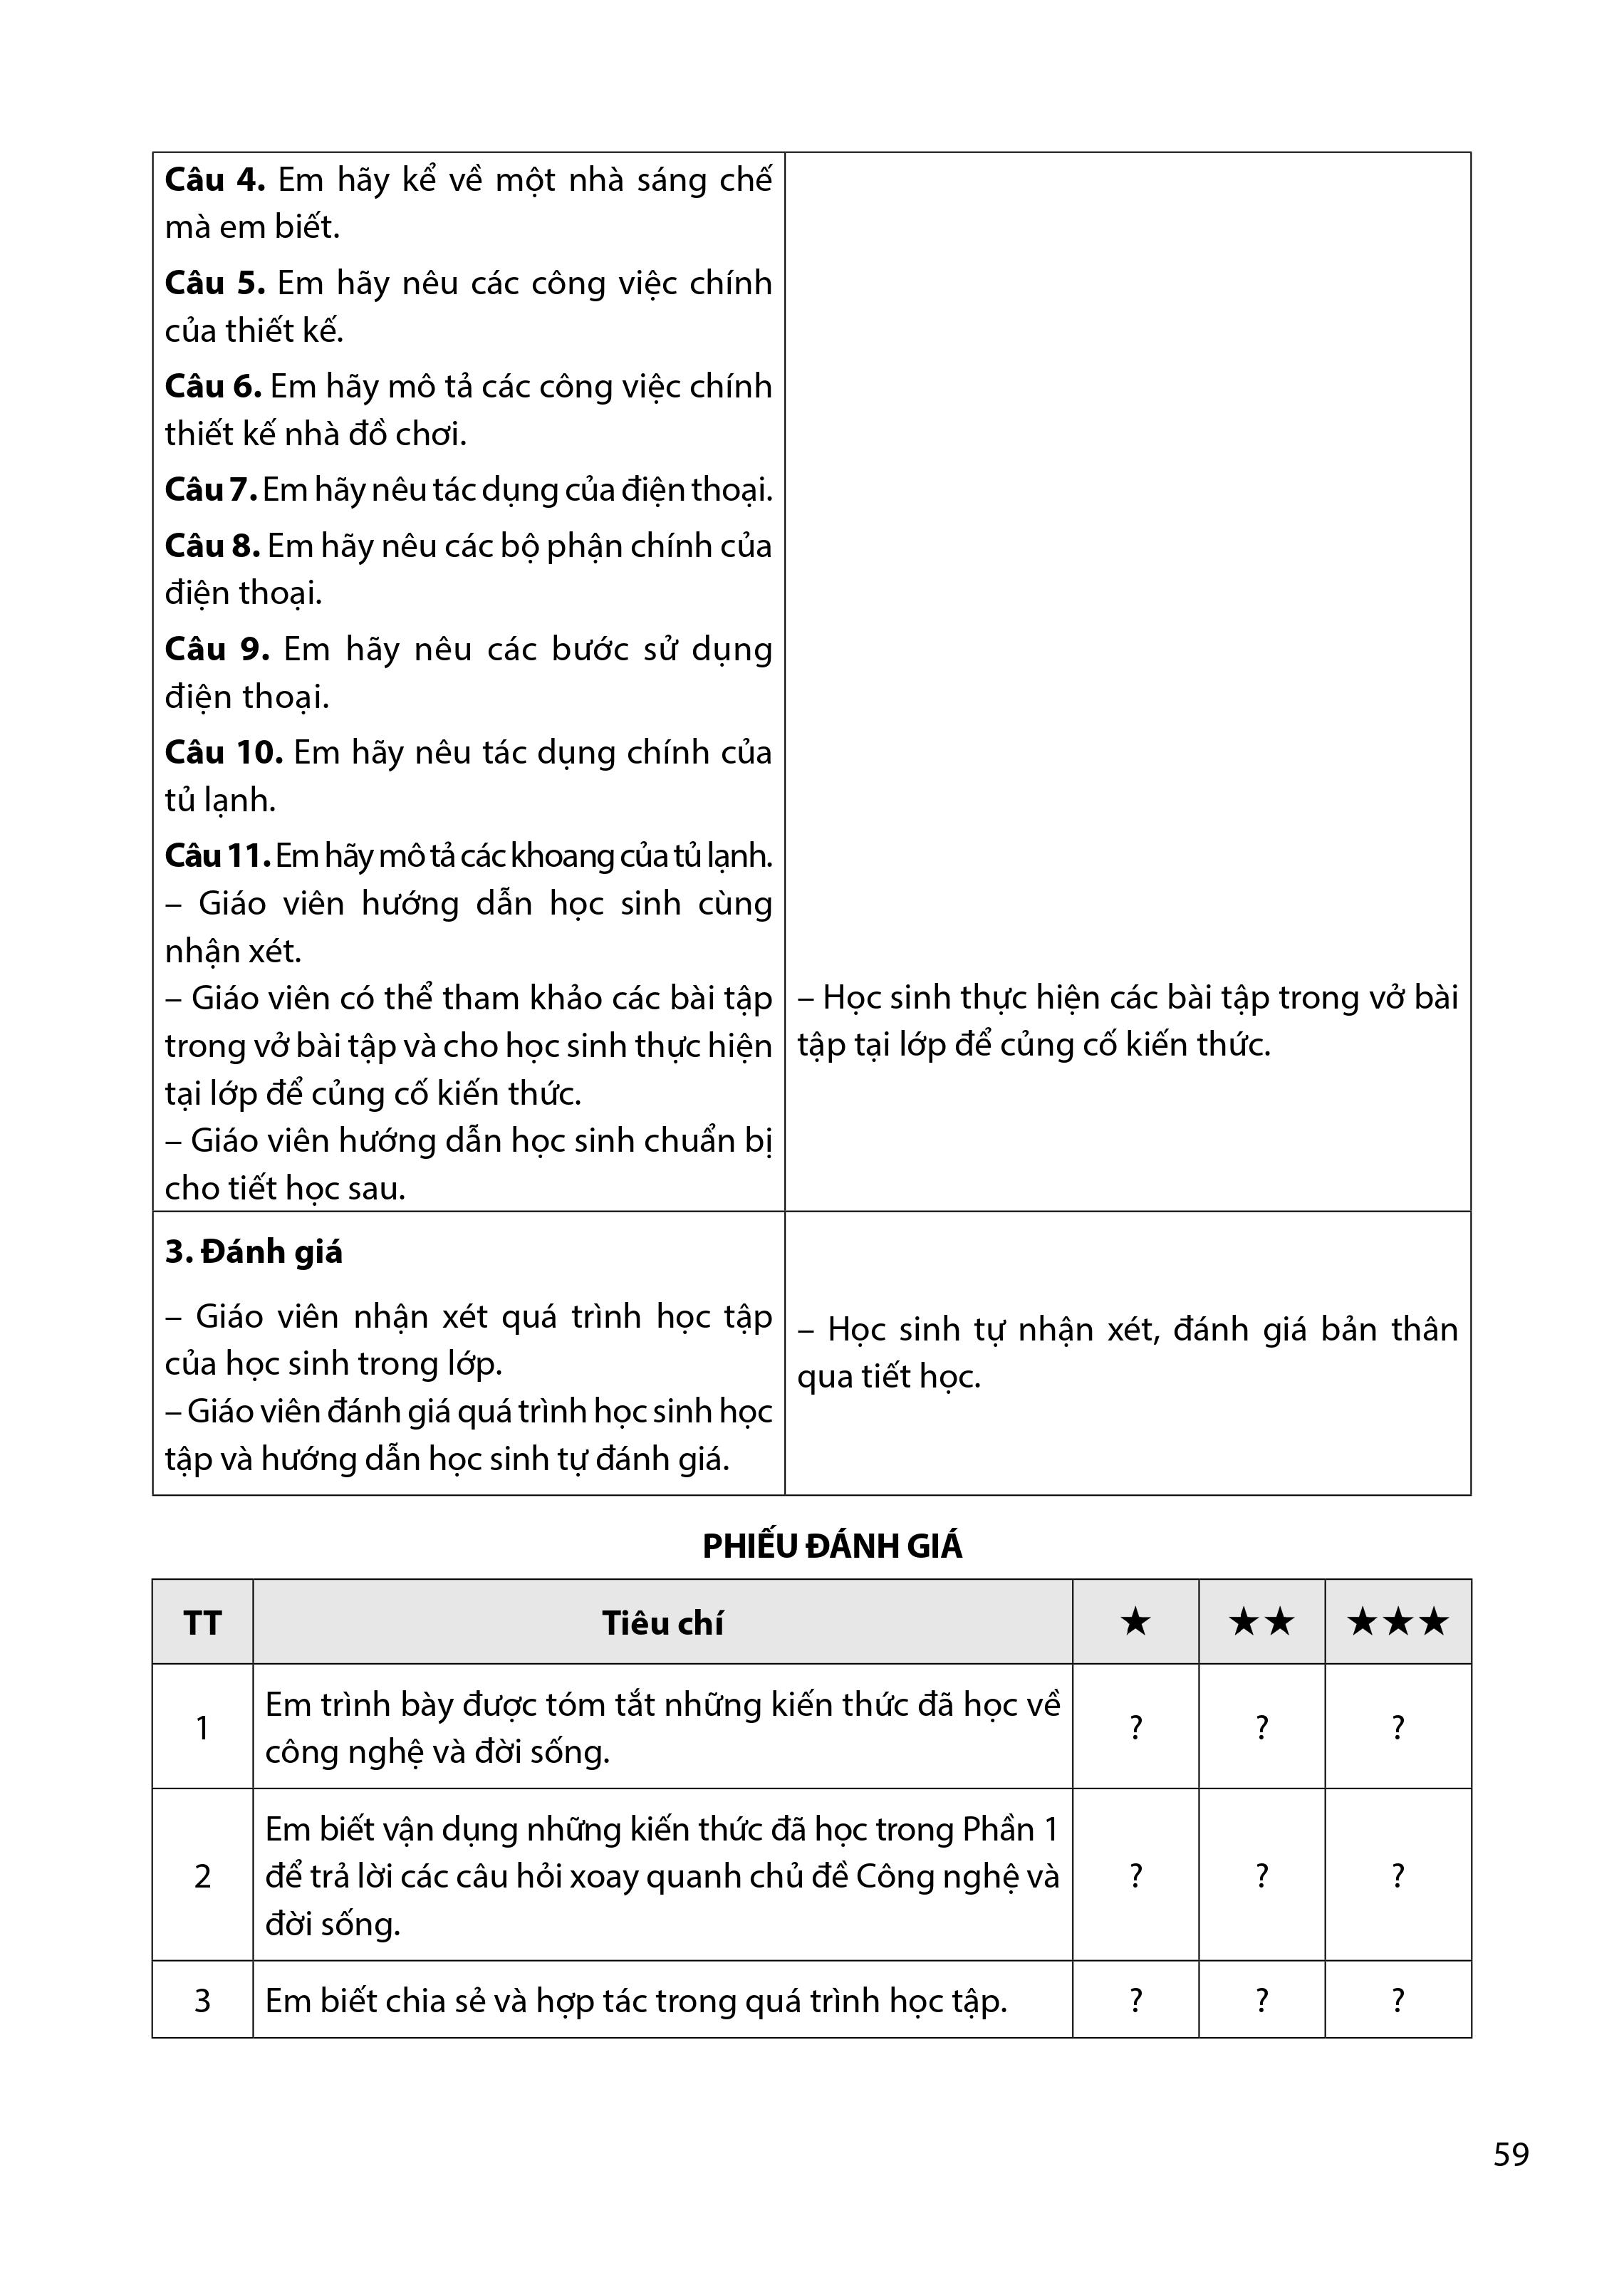 Câu 4. Em hãy kể về một nhà sáng chế
mà em biết.
Câu 5. Em hãy nêu các công việc chính
của thiết kế.
Câu 6. Em hãy mô tả các công việc chính
thiết kế nhà đồ chơi.
Câu 7. Em hãy nêu tác dụng của điện thoại.
Câu 8. Em hãy nêu các bộ phận chính của
điện thoại.
Câu 9. Em hãy nêu các bước sử dụng
điện thoại.
Câu 10. Em hãy nêu tác dụng chính của
tủ lạnh.
Câu 11. Em hãy mô tả các khoang của tủ lạnh.
– Giáo viên hướng dẫn học sinh cùng
nhận xét.
– Giáo viên có thể tham khảo các bài tập
trong vở bài tập và cho học sinh thực hiện
tại lớp để củng cố kiến thức.
– Giáo viên hướng dẫn học sinh chuẩn bị
cho tiết học sau.
– Học sinh thực hiện các bài tập trong vở bài
tập tại lớp để củng cố kiến thức.
3. Đánh giá
– Giáo viên nhận xét quá trình học tập
của học sinh trong lớp.
– Giáo viên đánh giá quá trình học sinh học
tập và hướng dẫn học sinh tự đánh giá.
– Học sinh tự nhận xét, đánh giá bản thân
qua tiết học.
PHIẾU ĐÁNH GIÁ
TT Tiêu chí ★ ★★ ★★★
1 Em trình bày được tóm tắt những kiến thức đã học về
công nghệ và đời sống. ? ? ?
2 Em biết vận dụng những kiến thức đã học trong Phần 1
để trả lời các câu hỏi xoay quanh chủ đề Công nghệ và
đời sống. ? ? ?
3 Em biết chia sẻ và hợp tác trong quá trình học tập. ? ? ?
59